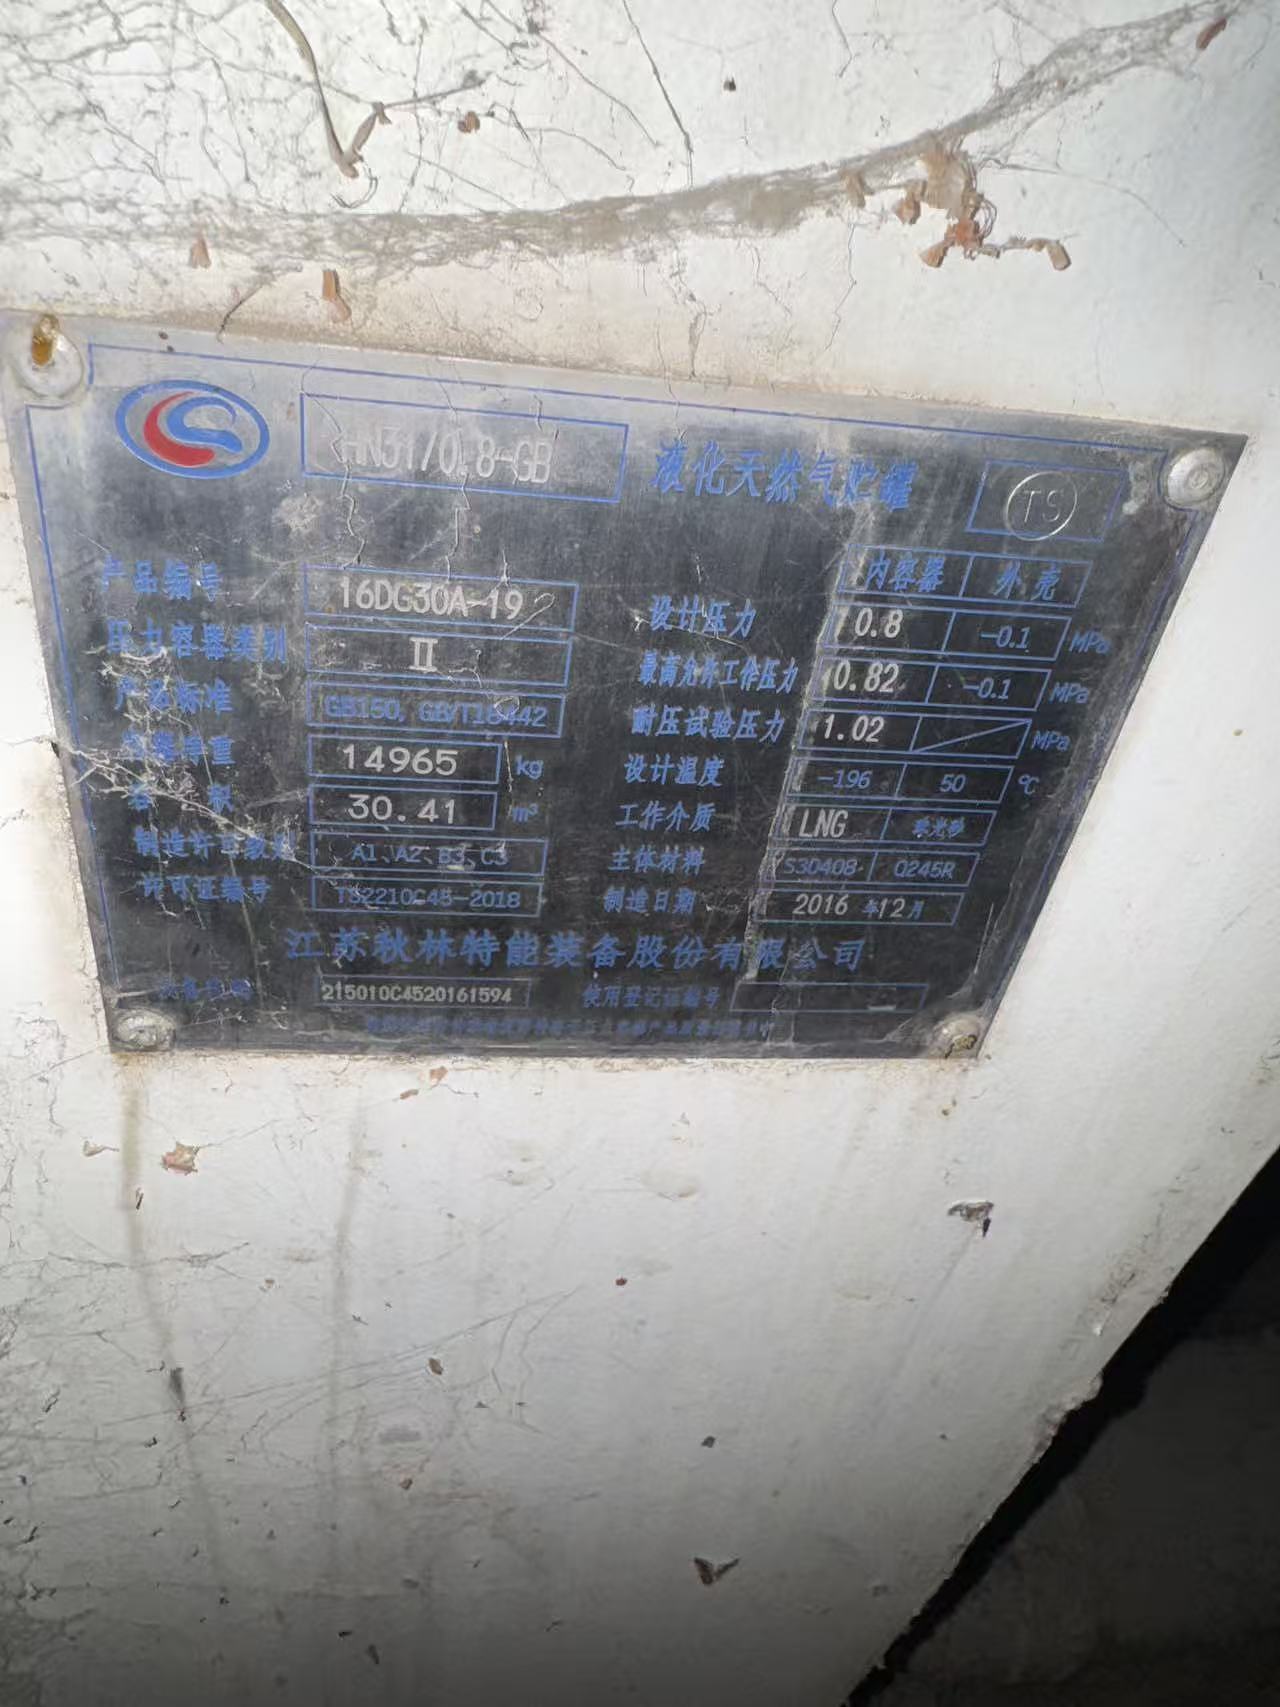 HN31/0.8-GB 液化天然气贮罐 TS
内容器 外壳
产品编号 16DG30A-19 设计压力 0.8 -0.1 MPa
压力容器类别 Ⅱ 最高允许工作压力 0.82 -0.1 MPa
产品标准 GB150、GB/T18442 耐压试验压力 1.02 MPa
净重 14965 kg 设计温度 -196 50 ℃
容积 30.41 m³ 工作介质 LNG 珠光砂
制造许可级别 A1、A2、B3、C3 主体材料 S30408 Q245R
许可证编号 TS2210C45-2018 制造日期 2016 年 12 月
江苏秋林特能装备股份有限公司
215010C4520161594 使用登记证编号